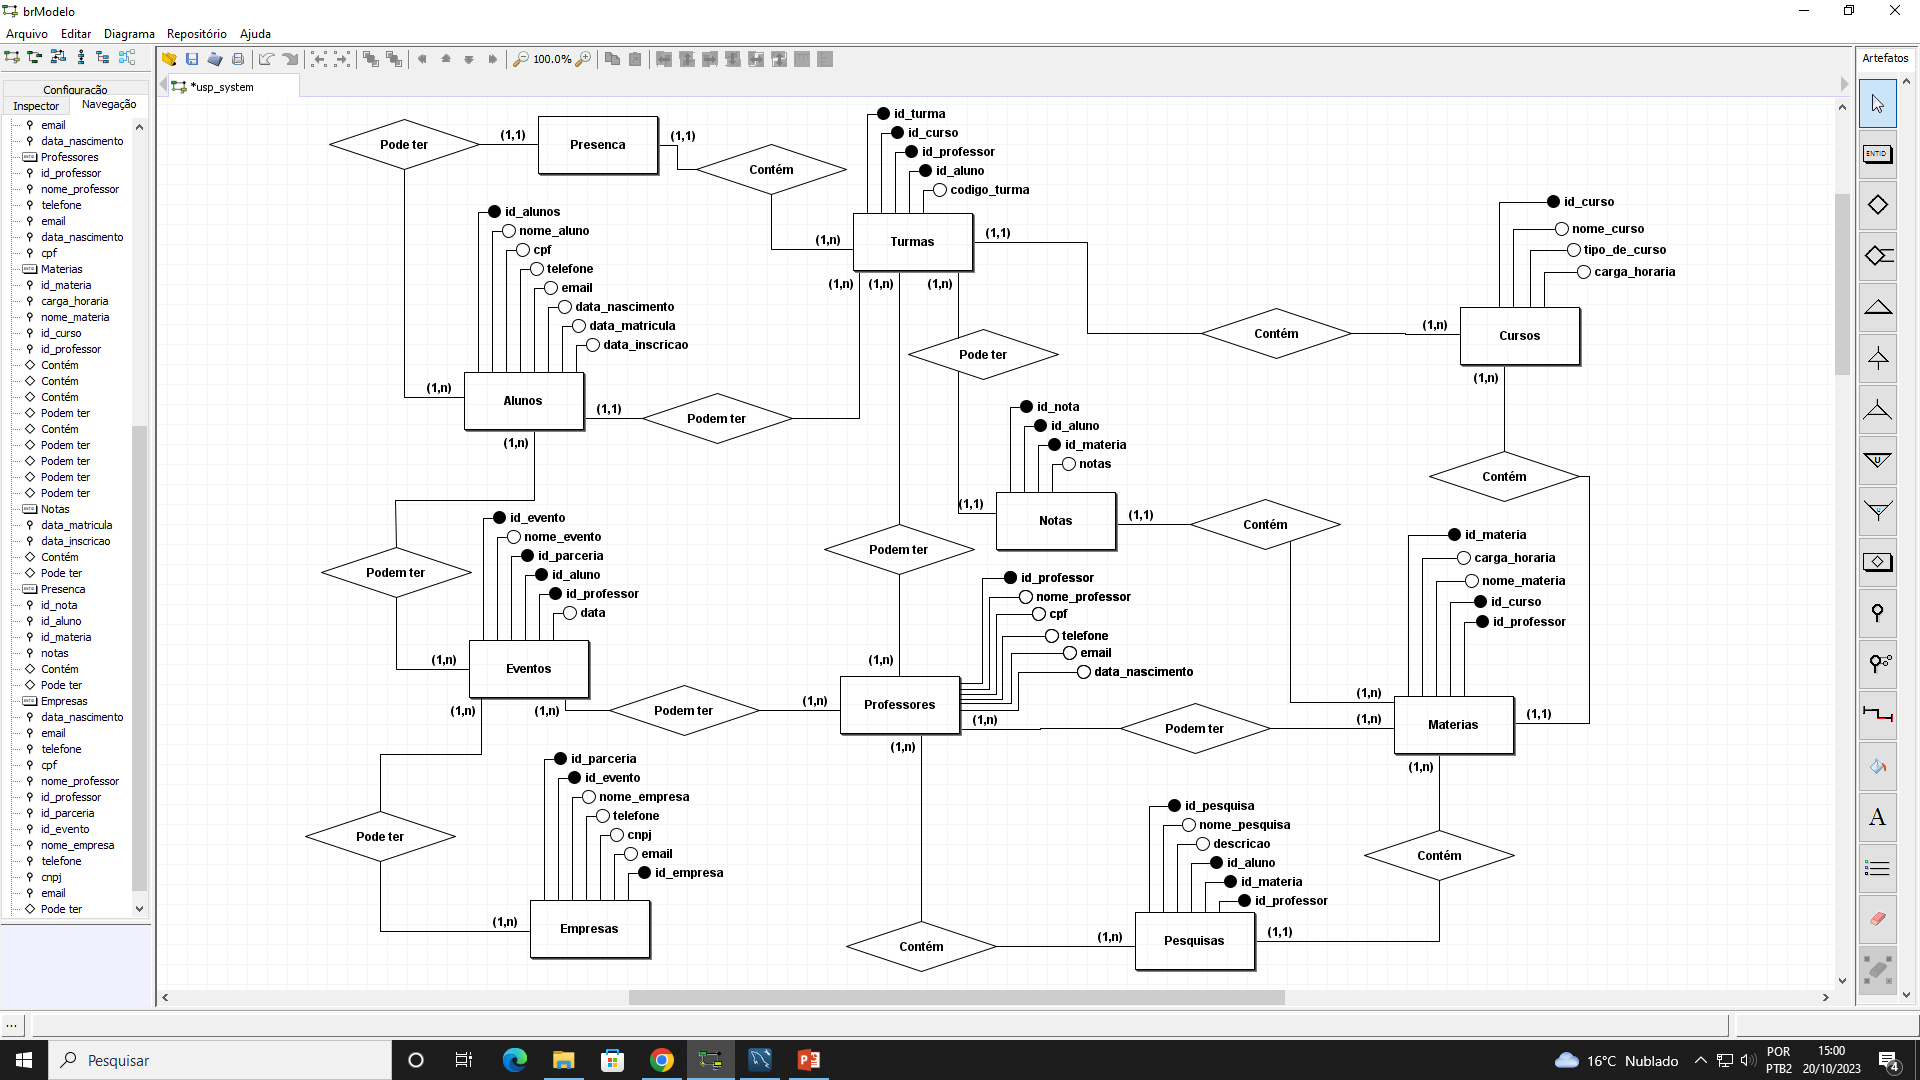 brModelo
Arquivo Editar Diagrama Repositório Ajuda
100.0%
Artefatos
*usp_system
Configuração
Inspector Navegação
email
data_nascimento
Professores
id_professor
nome_professor
telefone
email
data_nascimento
cpf
Materias
id_materia
carga_horaria
nome_materia
id_curso
id_professor
Contém
Contém
Contém
Podem ter
Contém
Podem ter
Podem ter
Podem ter
Podem ter
Notas
data_matricula
data_inscricao
Contém
Pode ter
Presenca
id_nota
id_aluno
id_materia
notas
Contém
Pode ter
Empresas
data_nascimento
email
telefone
cpf
nome_professor
id_professor
id_parceria
id_evento
nome_empresa
telefone
cnpj
email
Pode ter
Pode ter
(1,1)
Presenca
(1,1)
Contém
(1,n)
id_turma
id_curso
id_professor
id_aluno
codigo_turma
Turmas
(1,1)
(1,n)
(1,n)
(1,n)
id_alunos
nome_aluno
cpf
telefone
email
data_nascimento
data_matricula
data_inscricao
(1,n)
Alunos
(1,1)
(1,n)
Podem ter
Pode ter
Contém
(1,n)
id_curso
nome_curso
tipo_de_curso
carga_horaria
Cursos
(1,n)
Contém
id_nota
id_aluno
id_materia
notas
(1,1)
Notas
(1,1)
Contém
Podem ter
id_evento
nome_evento
id_parceria
id_aluno
id_professor
data
Podem ter
(1,n)
Eventos
(1,n)
(1,n)
Podem ter
(1,n)
(1,n)
id_professor
nome_professor
cpf
telefone
email
data_nascimento
Professores
(1,n)
(1,n)
Podem ter
id_materia
carga_horaria
nome_materia
id_curso
id_professor
(1,n)
(1,n)
Materias
(1,1)
(1,n)
Pode ter
id_parceria
id_evento
nome_empresa
telefone
cnpj
email
id_empresa
(1,n)
Empresas
Contém
(1,n)
id_pesquisa
nome_pesquisa
descricao
id_aluno
id_materia
id_professor
Pesquisas
(1,1)
Contém
ENTID
U
U
A
...
Pesquisar
16°C Nublado
POR
PTB2
15:00
20/10/2023
4